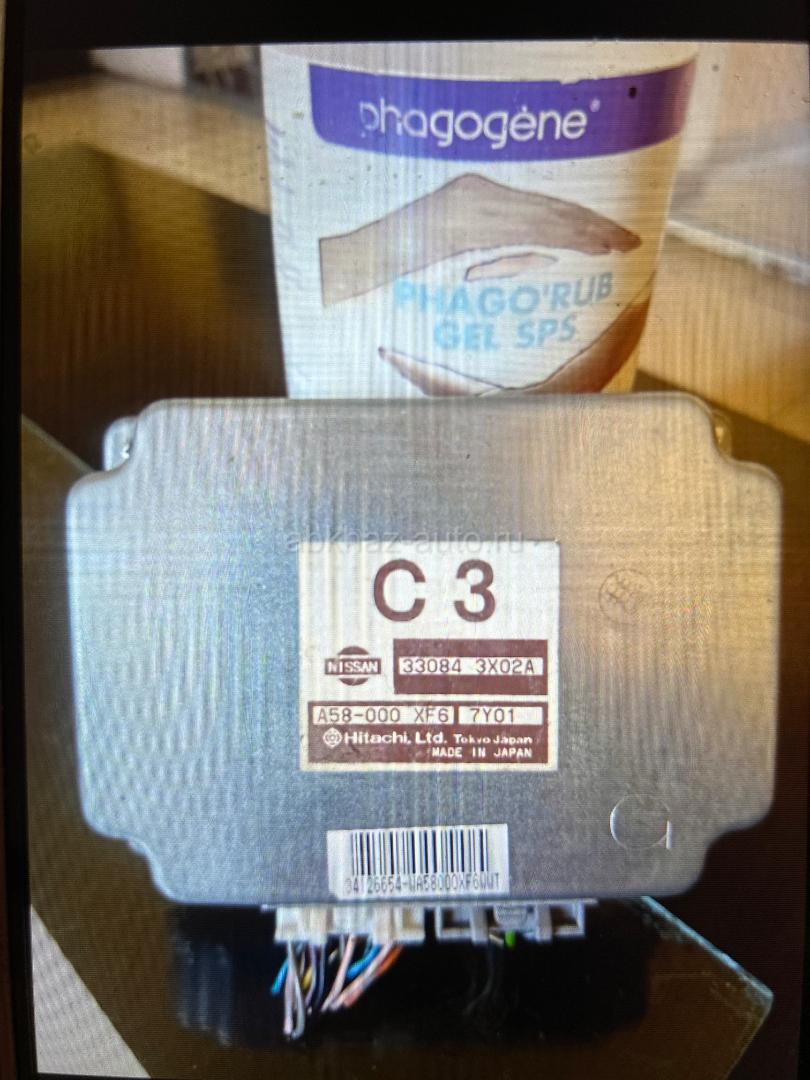 phagogène®
PHAGO'RUB
GEL SPS
abkhaz-auto.ru
C 3
NISSAN
33084 3X02A
A58-000 XF6 7Y01
Hitachi, Ltd. Tokyo Japan
MADE IN JAPAN